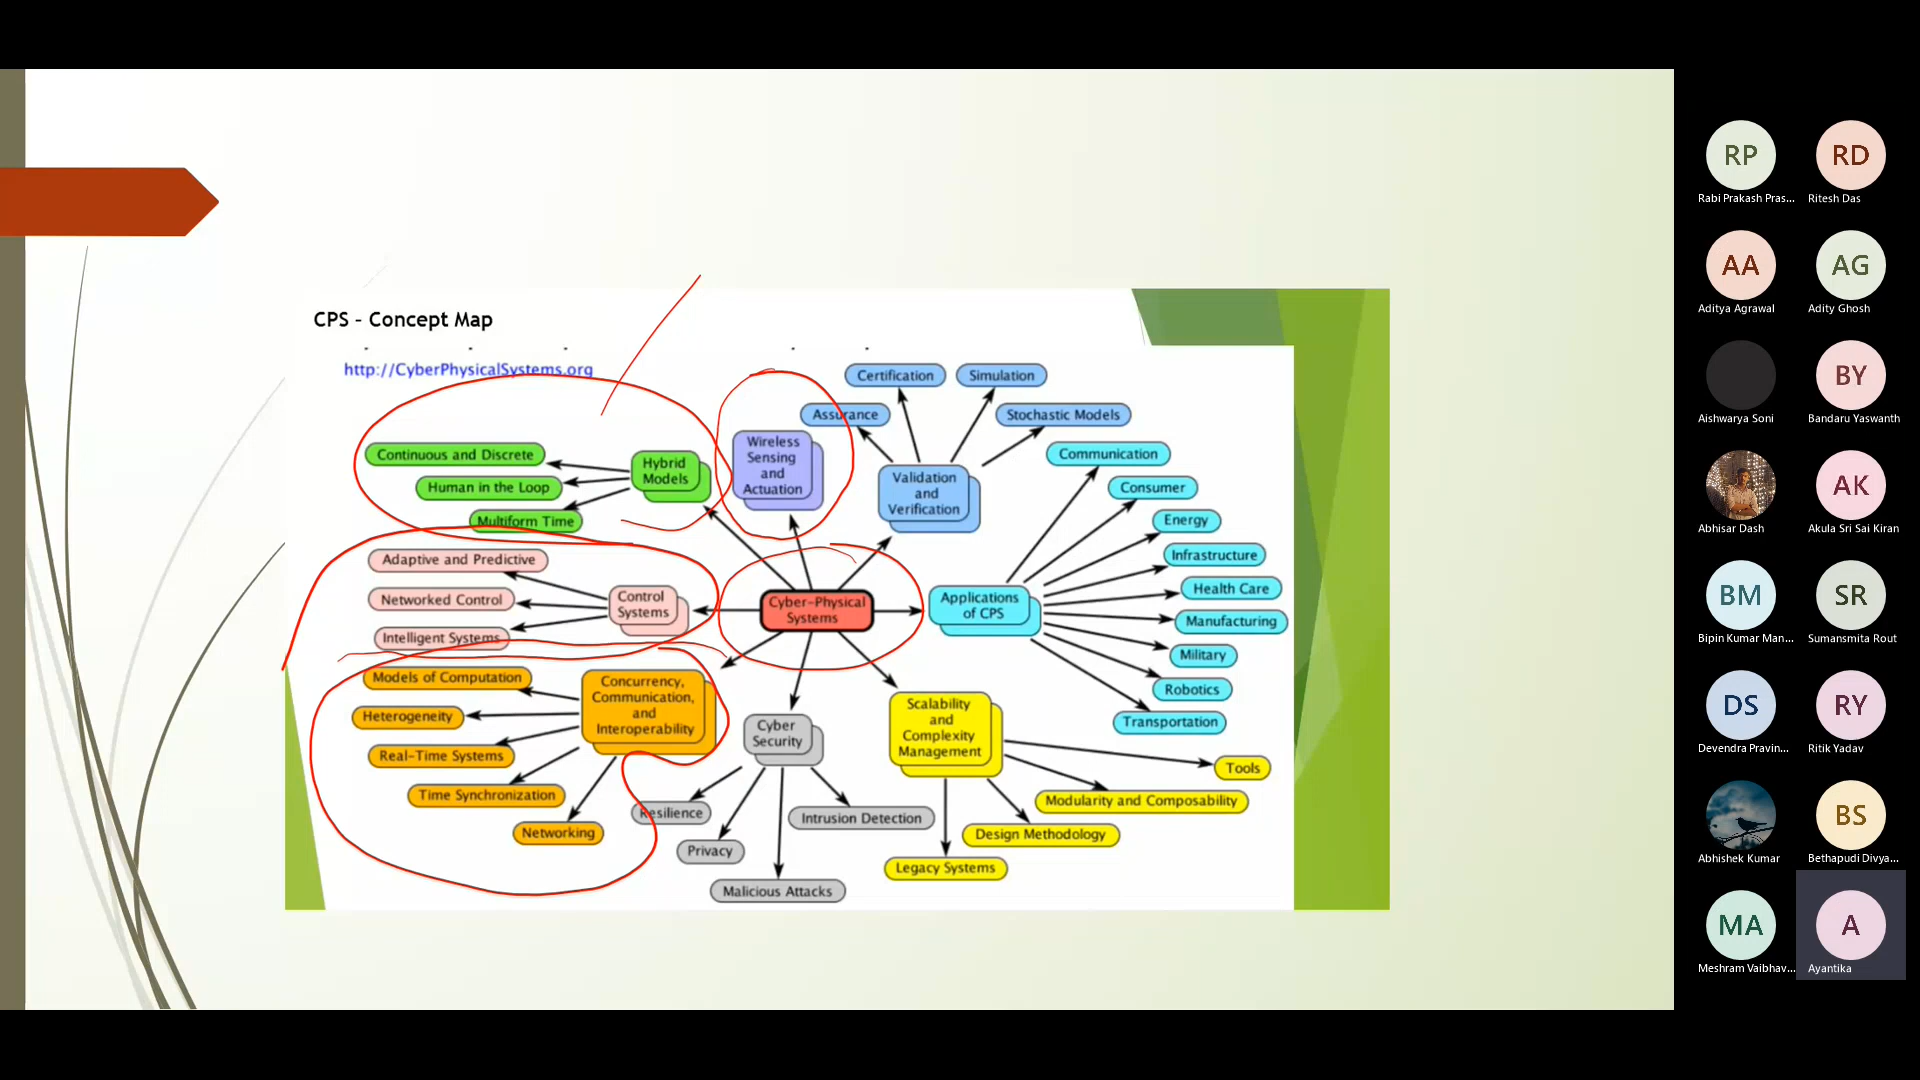 CPS - Concept Map
http://CyberPhysicalSystems.org
Certification
Simulation
Assurance
Stochastic Models
Wireless
Sensing
and
Actuation
Validation
and
Verification
Hybrid
Models
Continuous and Discrete
Human in the Loop
Multiform Time
Communication
Consumer
Energy
Infrastructure
Health Care
Manufacturing
Military
Robotics
Transportation
Applications
of CPS
Cyber-Physical
Systems
Control
Systems
Adaptive and Predictive
Networked Control
Intelligent Systems
Concurrency,
Communication,
and
Interoperability
Models of Computation
Heterogeneity
Real-Time Systems
Time Synchronization
Networking
Cyber
Security
Resilience
Privacy
Malicious Attacks
Intrusion Detection
Scalability
and
Complexity
Management
Tools
Modularity and Composability
Design Methodology
Legacy Systems
RP
Rabi Prakash Pras...
RD
Ritesh Das
AA
Aditya Agrawal
AG
Adity Ghosh
Aishwarya Soni
BY
Bandaru Yaswanth
Abhisar Dash
AK
Akula Sri Sai Kiran
BM
Bipin Kumar Man...
SR
Sumansmita Rout
DS
Devendra Pravin...
RY
Ritik Yadav
Abhishek Kumar
BS
Bethapudi Divya...
MA
Meshram Vaibhav...
A
Ayantika